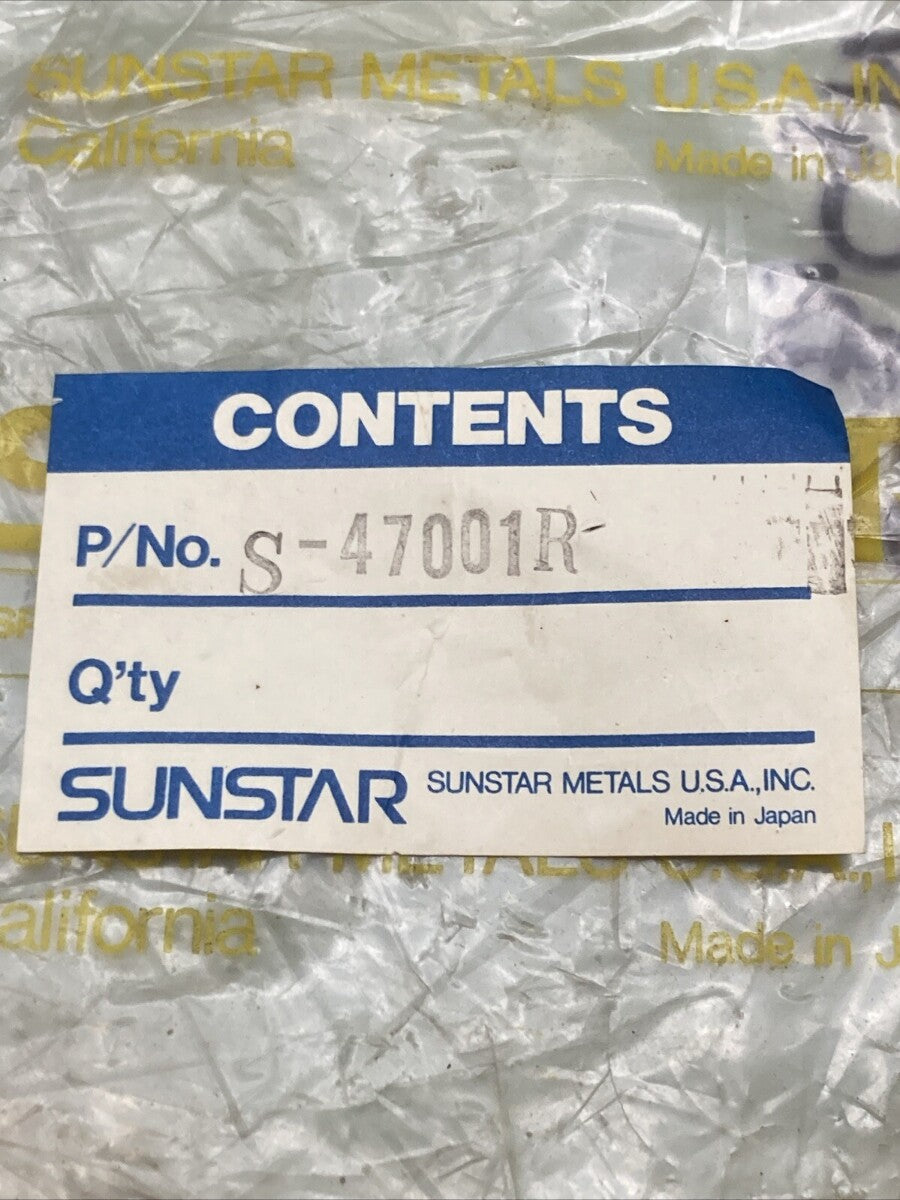 SUNSTAR METALS U.S.A., IN
California
Made in Jap
CONTENTS
P/No. S-47001R
Q'ty
SUNSTAR
SUNSTAR METALS U.S.A.,INC.
Made in Japan
alifornia
Made in J